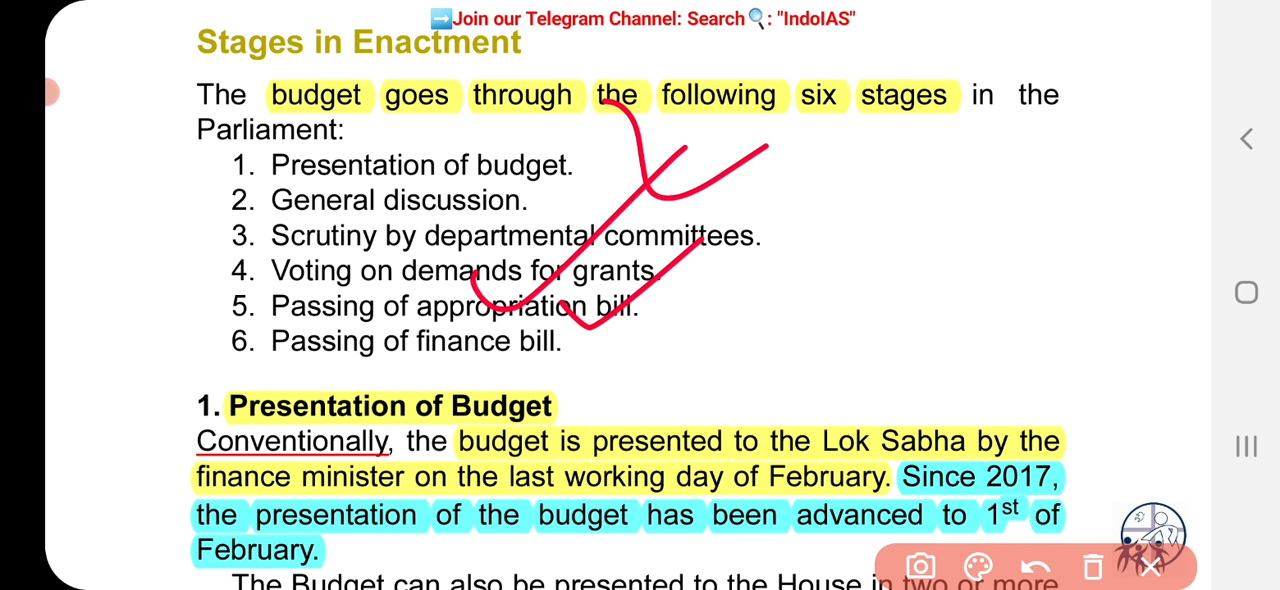 ➡️Join our Telegram Channel: Search🔍: "IndoIAS"
Stages in Enactment
The budget goes through the following six stages in the
Parliament:
1. Presentation of budget.
2. General discussion.
3. Scrutiny by departmental committees.
4. Voting on demands for grants.
5. Passing of appropriation bill.
6. Passing of finance bill.
1. Presentation of Budget
Conventionally, the budget is presented to the Lok Sabha by the
finance minister on the last working day of February. Since 2017,
the presentation of the budget has been advanced to 1st of
February.
The Budget can also be presented to the House in two or more